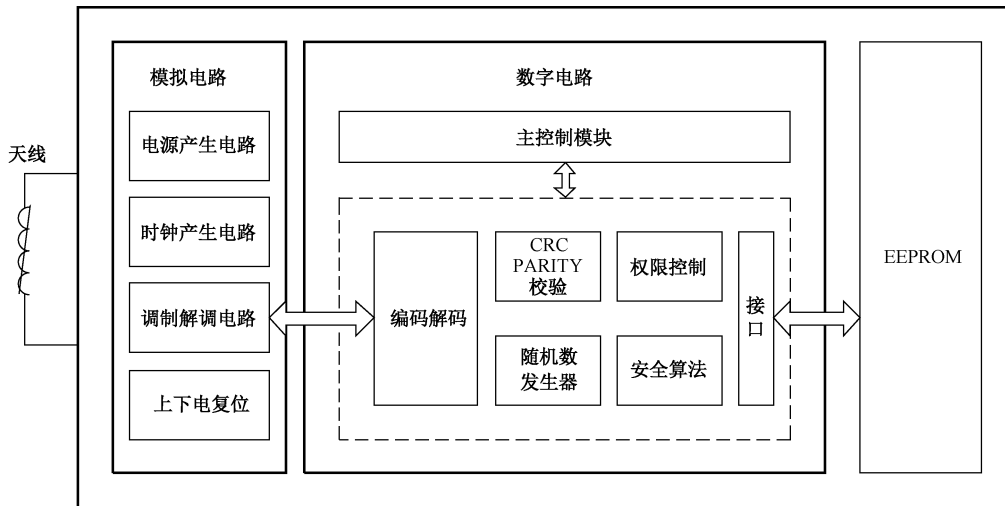 天线
模拟电路
电源产生电路
时钟产生电路
调制解调电路
上下电复位
数字电路
主控制模块
编码解码
CRC
PARITY
校验
权限控制
随机数
发生器
安全算法
接
口
EEPROM